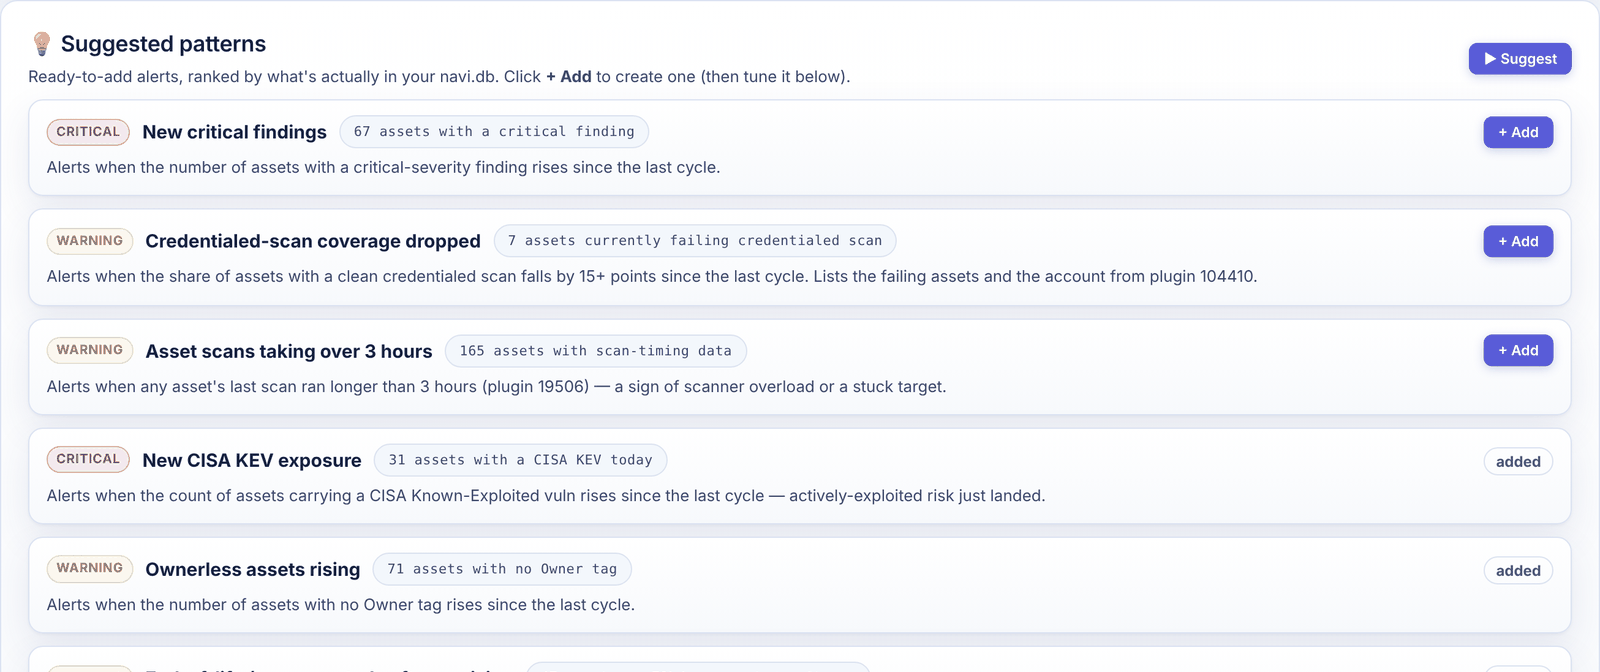 Suggested patterns
Ready-to-add alerts, ranked by what's actually in your navi.db. Click + Add to create one (then tune it below).
▶ Suggest
CRITICAL New critical findings 67 assets with a critical finding
+ Add
Alerts when the number of assets with a critical-severity finding rises since the last cycle.
WARNING Credentialed-scan coverage dropped 7 assets currently failing credentialed scan
+ Add
Alerts when the share of assets with a clean credentialed scan falls by 15+ points since the last cycle. Lists the failing assets and the account from plugin 104410.
WARNING Asset scans taking over 3 hours 165 assets with scan-timing data
+ Add
Alerts when any asset's last scan ran longer than 3 hours (plugin 19506) — a sign of scanner overload or a stuck target.
CRITICAL New CISA KEV exposure 31 assets with a CISA KEV today
added
Alerts when the count of assets carrying a CISA Known-Exploited vuln rises since the last cycle — actively-exploited risk just landed.
WARNING Ownerless assets rising 71 assets with no Owner tag
added
Alerts when the number of assets with no Owner tag rises since the last cycle.